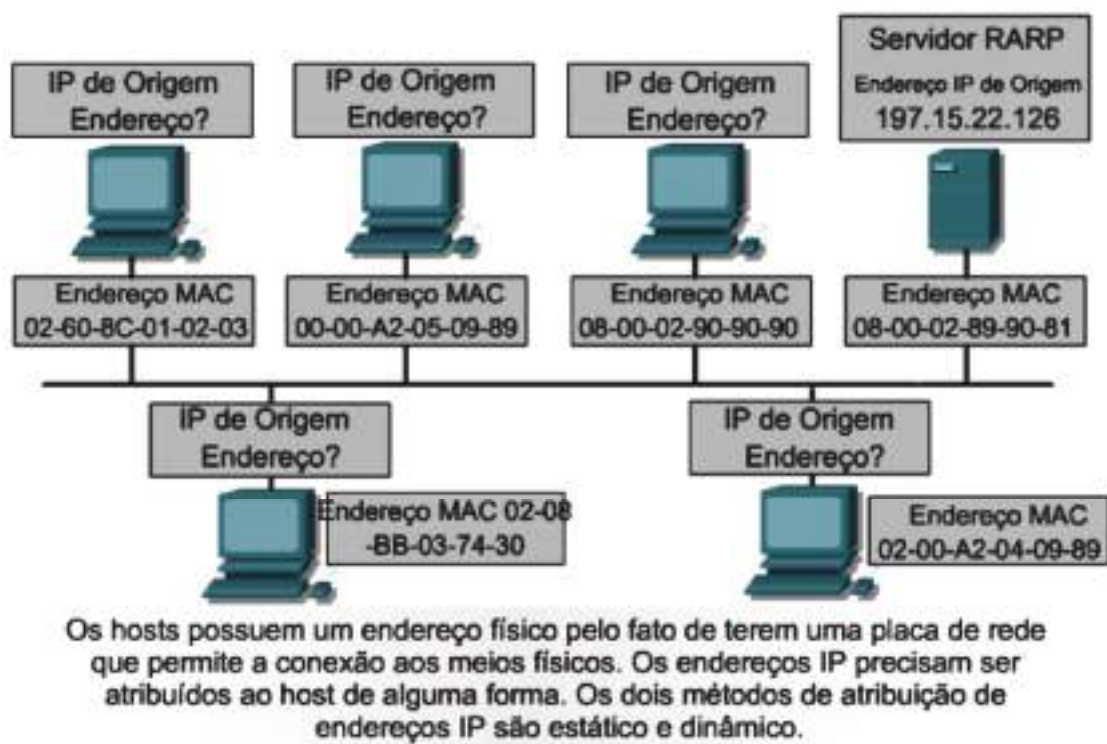 IP de Origem
Endereço?
IP de Origem
Endereço?
IP de Origem
Endereço?
Servidor RARP
Endereço IP de Origem
197.15.22.126
Endereço MAC
02-60-8C-01-02-03
Endereço MAC
00-00-A2-05-09-89
Endereço MAC
08-00-02-90-90-90
Endereço MAC
08-00-02-89-90-81
IP de Origem
Endereço?
IP de Origem
Endereço?
Endereço MAC 02-08
-BB-03-74-30
Endereço MAC
02-00-A2-04-09-89
Os hosts possuem um endereço físico pelo fato de terem uma placa de rede
que permite a conexão aos meios físicos. Os endereços IP precisam ser
atribuídos ao host de alguma forma. Os dois métodos de atribuição de
endereços IP são estático e dinâmico.